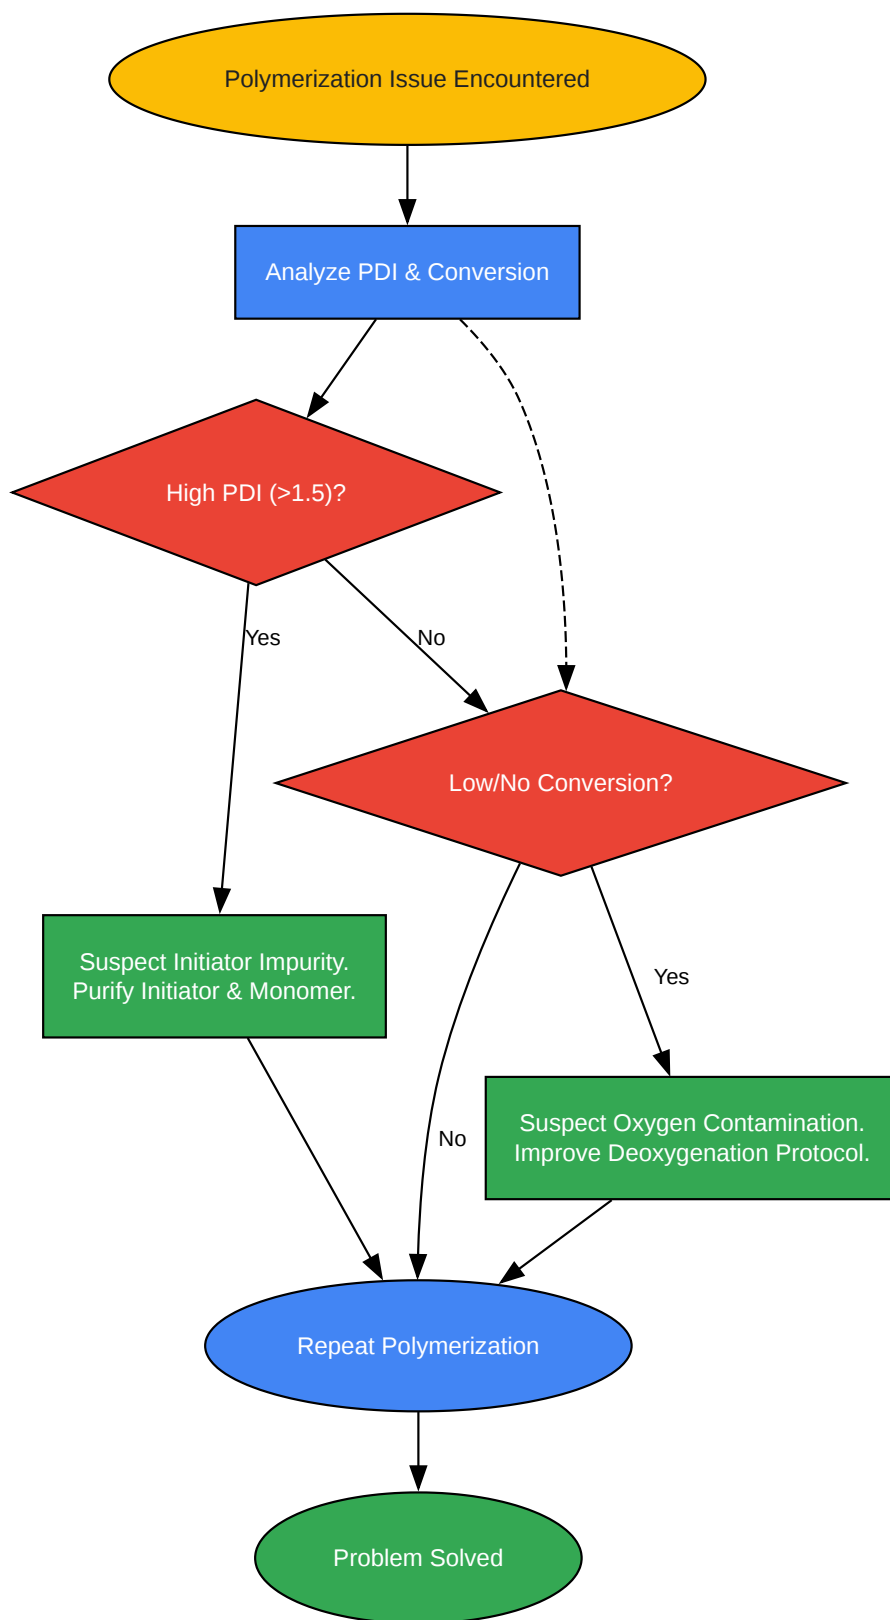 Polymerization Issue Encountered
Analyze PDI & Conversion
High PDI (>1.5)?
Yes
No
Low/No Conversion?
Suspect Initiator Impurity.
Purify Initiator & Monomer.
Yes
No
Suspect Oxygen Contamination.
Improve Deoxygenation Protocol.
Repeat Polymerization
Problem Solved